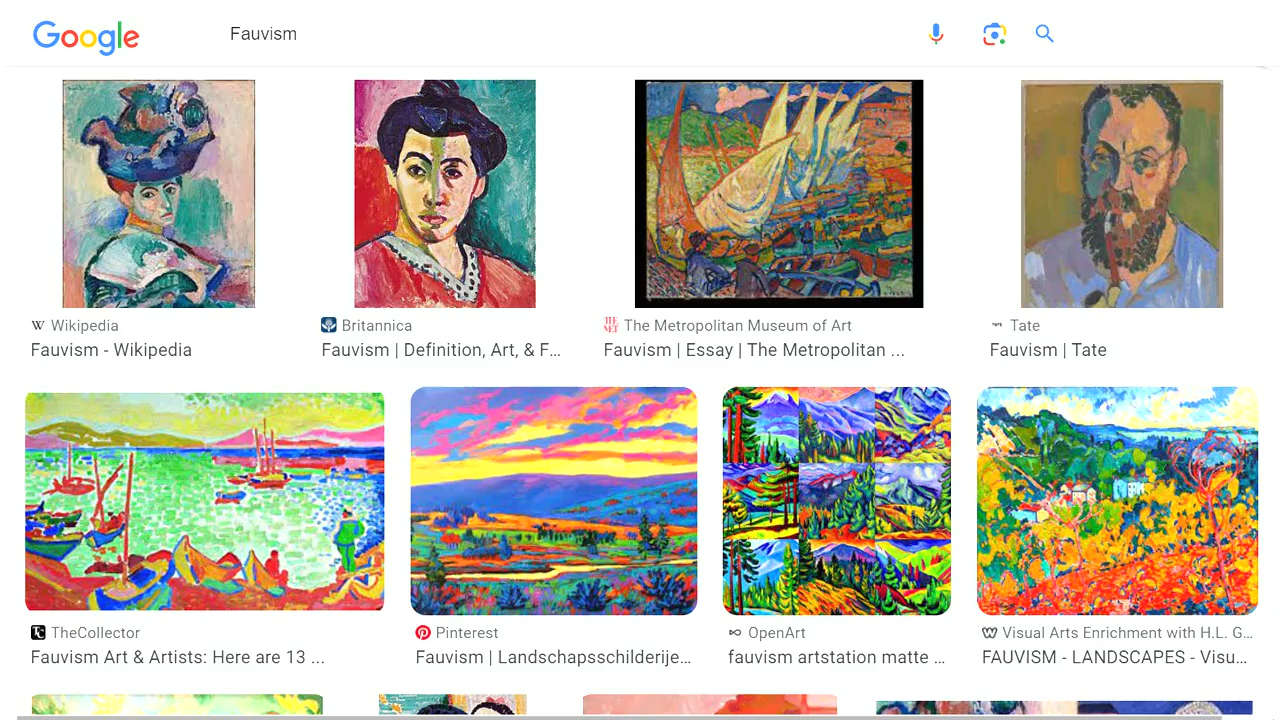 Google
Fauvism
W Wikipedia
Fauvism - Wikipedia
Britannica
Fauvism | Definition, Art, & F...
THE MET The Metropolitan Museum of Art
Fauvism | Essay | The Metropolitan ...
Tate
Fauvism | Tate
TheCollector
Fauvism Art & Artists: Here are 13 ...
Pinterest
Fauvism | Landschapsschilderije...
OpenArt
fauvism artstation matte ...
Visual Arts Enrichment with H.L. G...
FAUVISM - LANDSCAPES - Visu...